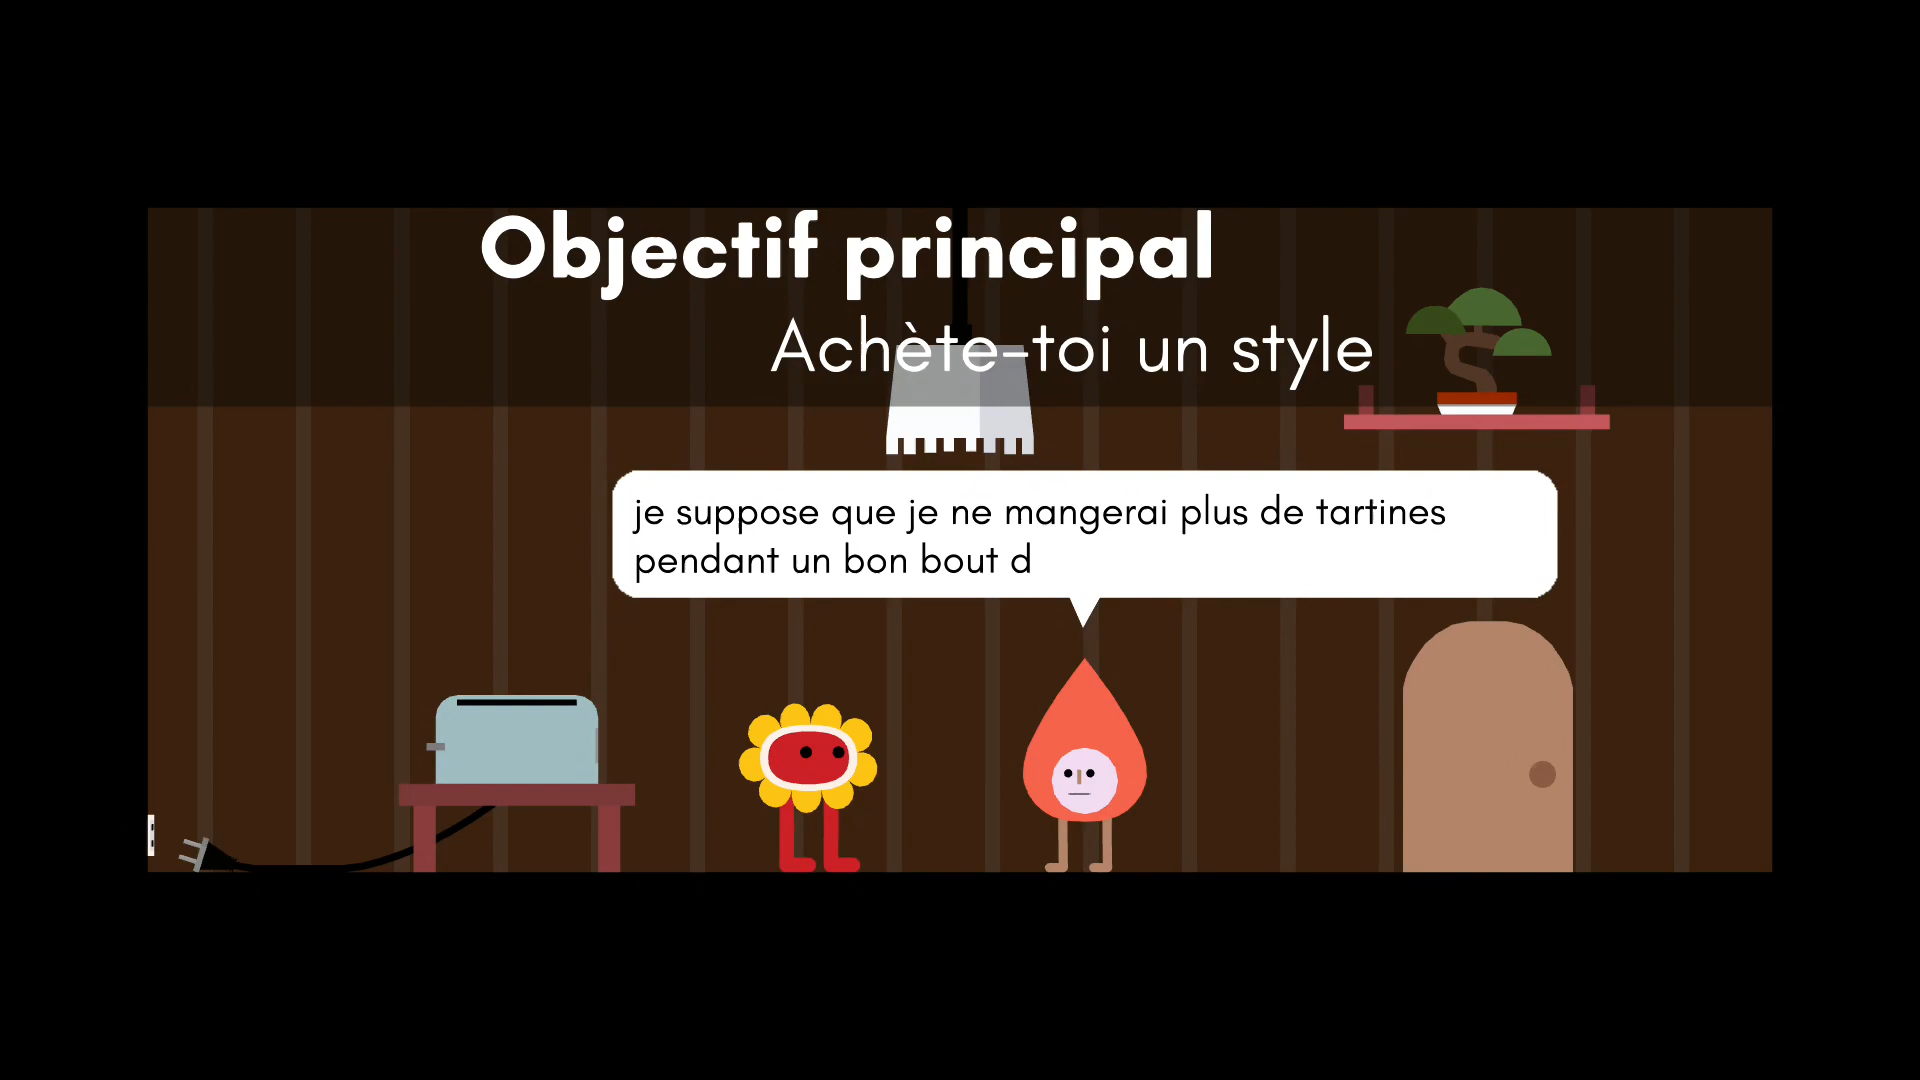 Objectif principal
Achète-toi un style
je suppose que je ne mangerai plus de tartines
pendant un bon bout d